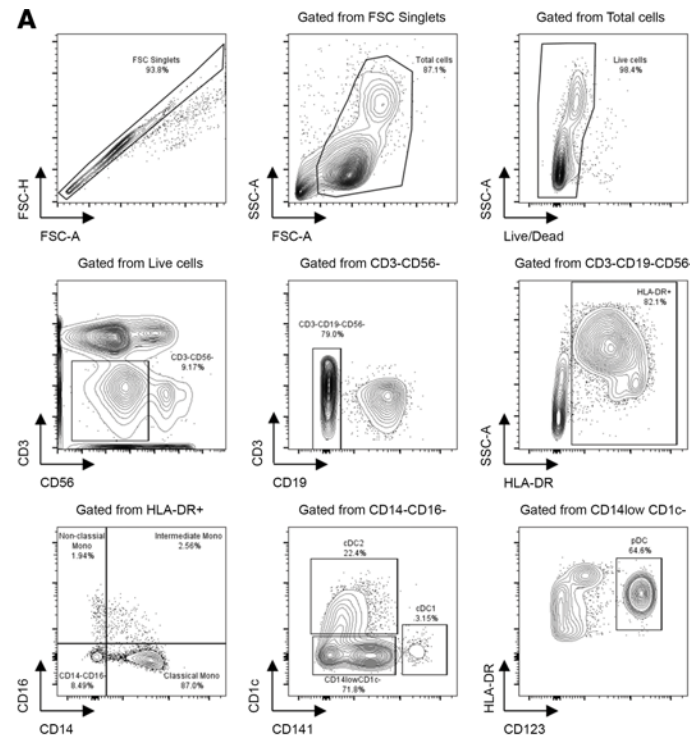 A
Gated from FSC Singlets
Gated from Total cells
FSC Singlets
93.8%
Total cells
87.1%
Live cells
98.4%
FSC-H
FSC-A
SSC-A
FSC-A
SSC-A
Live/Dead
Gated from Live cells
Gated from CD3-CD56-
Gated from CD3-CD19-CD56-
CD3-CD56-
9.17%
CD3-CD19-CD56-
79.0%
HLA-DR+
82.1%
CD3
CD56
CD3
CD19
SSC-A
HLA-DR
Gated from HLA-DR+
Gated from CD14-CD16-
Gated from CD14low CD1c-
Non-classial
Mono
1.94%
Intermediate Mono
2.56%
CD14-CD16-
8.49%
Classical Mono
87.0%
cDC2
22.4%
cDC1
3.15%
CD14lowCD1c-
71.8%
pDC
64.6%
CD16
CD14
CD1c
CD141
HLA-DR
CD123